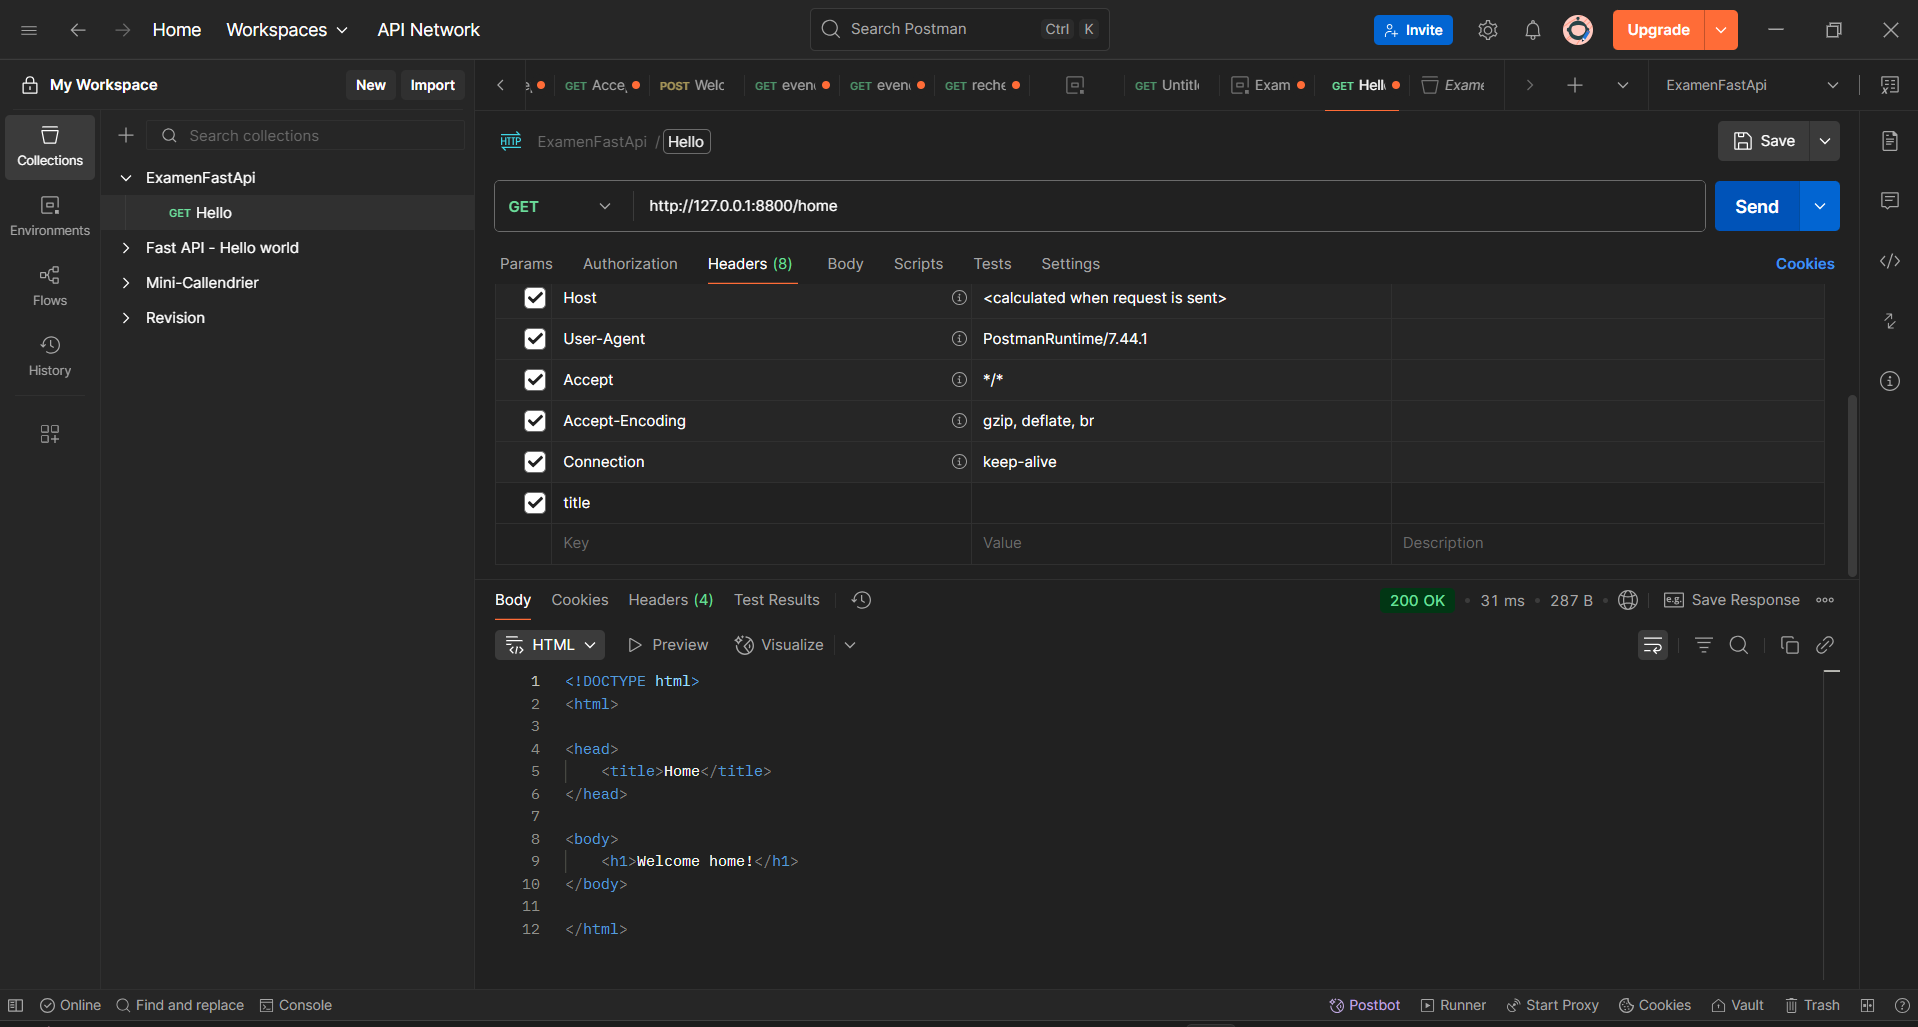 Home Workspaces API Network Search Postman Ctrl K Invite Upgrade
My Workspace New Import
GET Acce POST Welc GET even GET even GET reche GET Untitl Exam GET Hell Exame ExamenFastApi
Collections
Environments
Flows
History
Search collections
ExamenFastApi
GET Hello
Fast API - Hello world
Mini-Callendrier
Revision
HTTP ExamenFastApi / Hello Save
GET http://127.0.0.1:8800/home Send
Params Authorization Headers (8) Body Scripts Tests Settings Cookies
Host <calculated when request is sent>
User-Agent PostmanRuntime/7.44.1
Accept */*
Accept-Encoding gzip, deflate, br
Connection keep-alive
title
Key Value Description
Body Cookies Headers (4) Test Results 200 OK • 31 ms • 287 B • e.g. Save Response
HTML Preview Visualize
1 <!DOCTYPE html>
2 <html>
3
4 <head>
5 <title>Home</title>
6 </head>
7
8 <body>
9 <h1>Welcome home!</h1>
10 </body>
11
12 </html>
Online Find and replace Console Postbot Runner Start Proxy Cookies Vault Trash